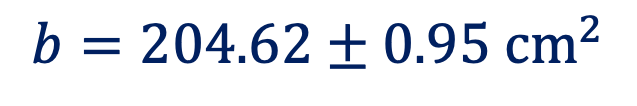 b = 204.62 ± 0.95 cm²